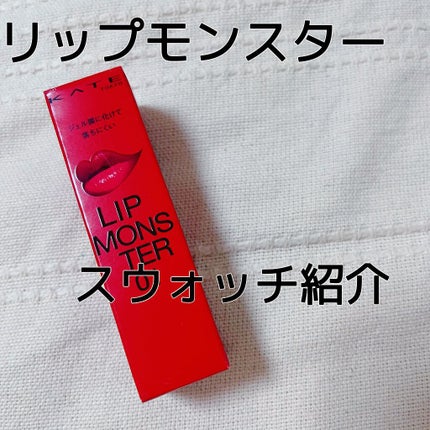 リップモンスター
KATE
TOKYO
ジェル膜に化けて
落ちにくい
LIP
MONS
TER
スウォッチ紹介